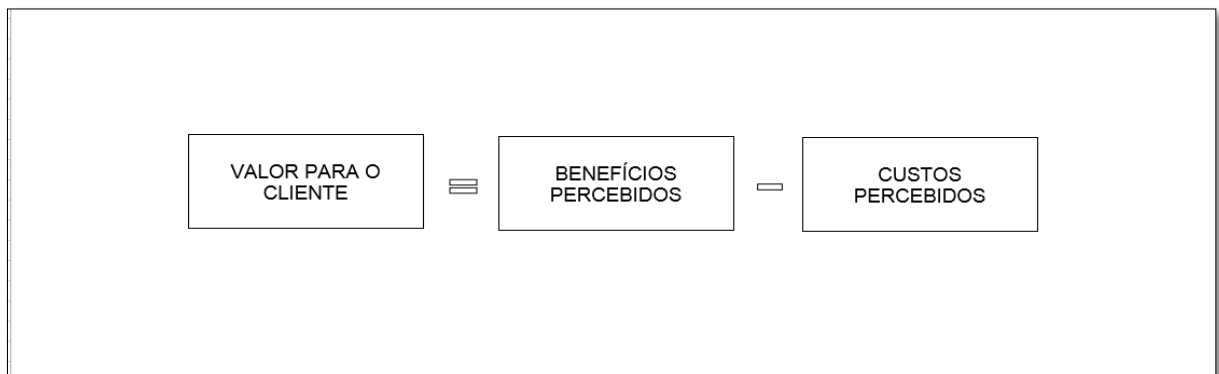 VALOR PARA O
CLIENTE
=
BENEFÍCIOS
PERCEBIDOS
-
CUSTOS
PERCEBIDOS